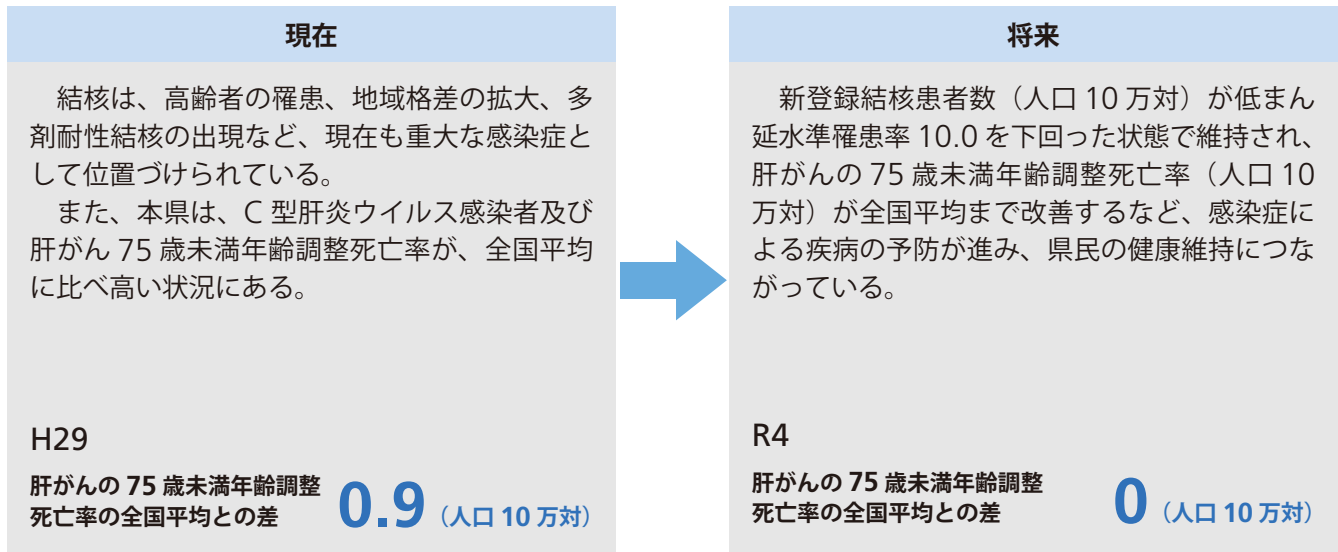 現在
結核は、高齢者の罹患、地域格差の拡大、多
剤耐性結核の出現など、現在も重大な感染症と
して位置づけられている。
また、本県は、C 型肝炎ウイルス感染者及び
肝がん 75 歳未満年齢調整死亡率が、全国平均
に比べ高い状況にある。
H29
肝がんの 75 歳未満年齢調整
死亡率の全国平均との差
0.9（人口 10 万対）
将来
新登録結核患者数（人口 10 万対）が低まん
延水準罹患率 10.0 を下回った状態で維持され、
肝がんの 75 歳未満年齢調整死亡率（人口 10
万対）が全国平均まで改善するなど、感染症に
よる疾病の予防が進み、県民の健康維持につな
がっている。
R4
肝がんの 75 歳未満年齢調整
死亡率の全国平均との差
0（人口 10 万対）